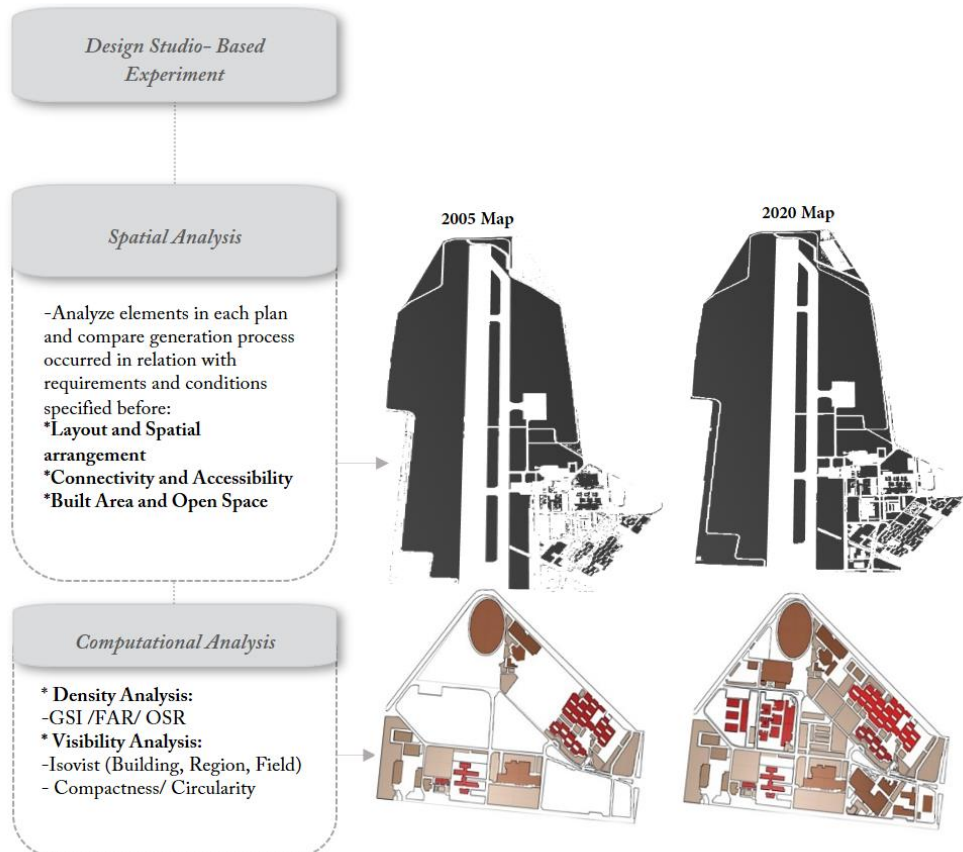 Design Studio- Based
Experiment
Spatial Analysis
-Analyze elements in each plan
and compare generation process
occurred in relation with
requirements and conditions
specified before:
*Layout and Spatial
arrangement
*Connectivity and Accessibility
*Built Area and Open Space
2005 Map
2020 Map
Computational Analysis
* Density Analysis:
-GSI /FAR/ OSR
* Visibility Analysis:
-Isovist (Building, Region, Field)
- Compactness/ Circularity